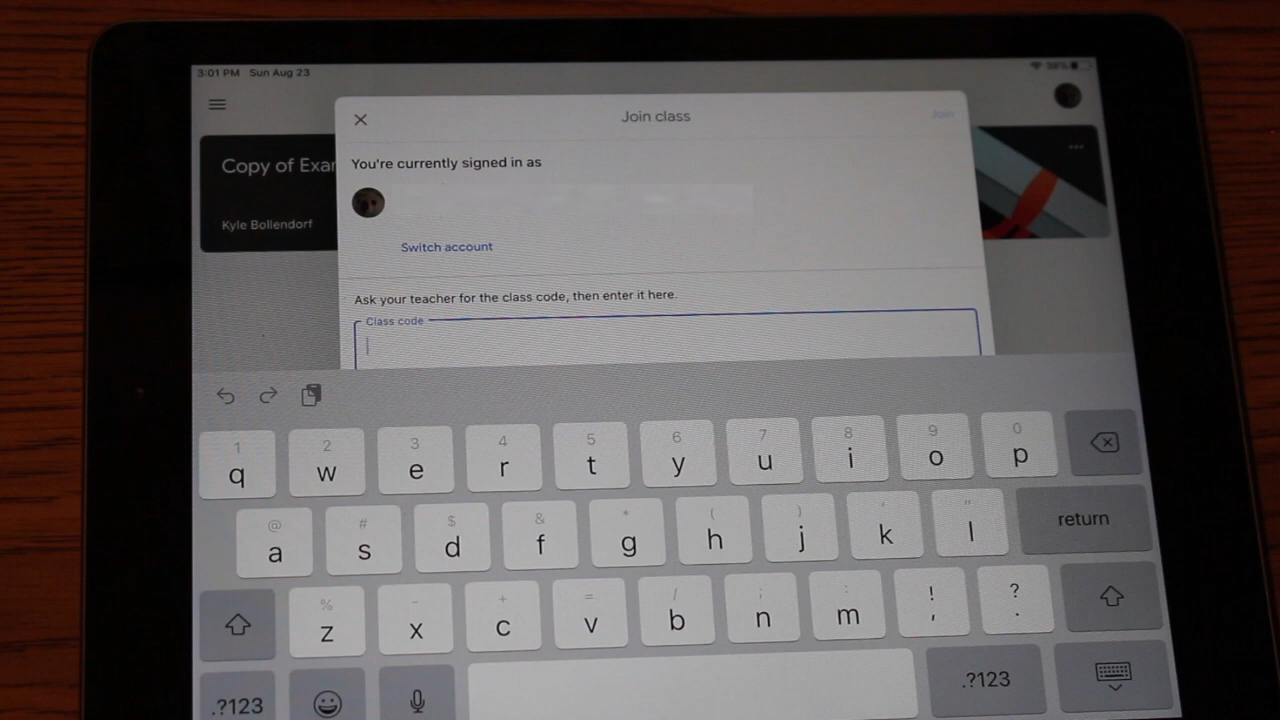 3:01 PM Sun Aug 23
38%
Join class
Join
Copy of Exar
Kyle Bollendorf
You're currently signed in as
Switch account
Ask your teacher for the class code, then enter it here.
Class code
1 2 3 4 5 6 7 8 9 0
q w e r t y u i o p
@ # $ & * ( ) ' "
a s d f g h j k l return
% - + = / ; : ! ?
z x c v b n m , .
.?123 .?123